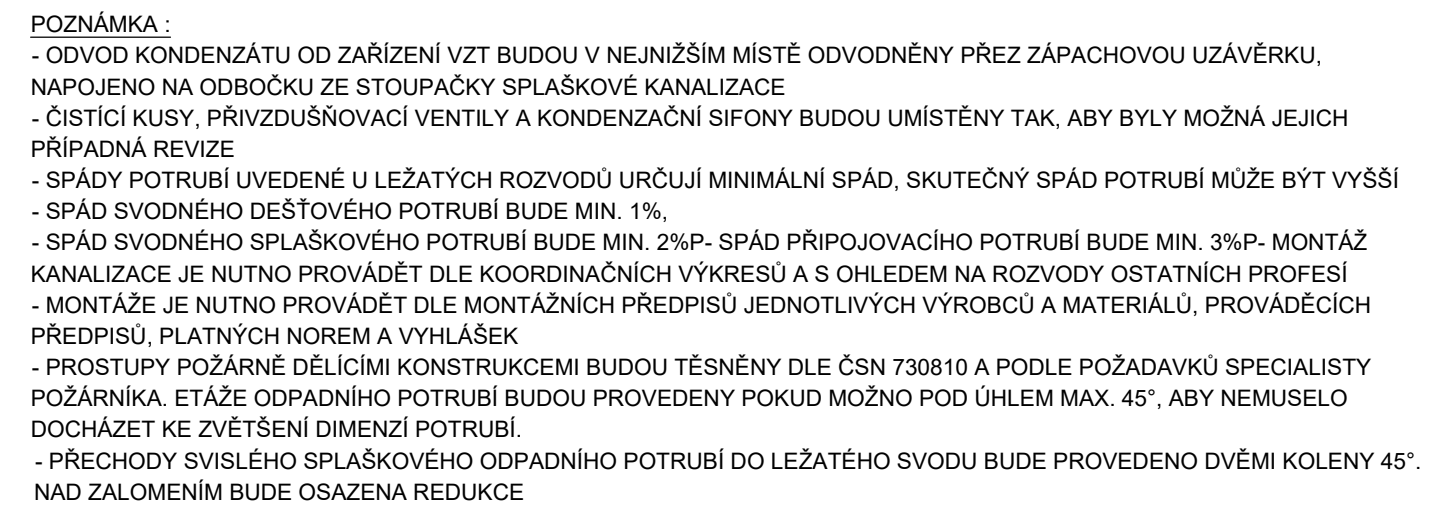 POZNÁMKA :
- ODVOD KONDENZÁTU OD ZAŘÍZENÍ VZT BUDOU V NEJNIŽŠÍM MÍSTĚ ODVODNĚNY PŘEZ ZÁPACHOVOU UZÁVĚRKU,
NAPOJENO NA ODBOČKU ZE STOUPAČKY SPLAŠKOVÉ KANALIZACE
- ČISTÍCÍ KUSY, PŘIVZDUŠŇOVACÍ VENTILY A KONDENZAČNÍ SIFONY BUDOU UMÍSTĚNY TAK, ABY BYLY MOŽNÁ JEJICH
PŘÍPADNÁ REVIZE
- SPÁDY POTRUBÍ UVEDENÉ U LEŽATÝCH ROZVODŮ URČUJÍ MINIMÁLNÍ SPÁD, SKUTEČNÝ SPÁD POTRUBÍ MŮŽE BÝT VYŠŠÍ
- SPÁD SVODNÉHO DEŠŤOVÉHO POTRUBÍ BUDE MIN. 1%,
- SPÁD SVODNÉHO SPLAŠKOVÉHO POTRUBÍ BUDE MIN. 2%P- SPÁD PŘIPOJOVACÍHO POTRUBÍ BUDE MIN. 3%P- MONTÁŽ
KANALIZACE JE NUTNO PROVÁDĚT DLE KOORDINAČNÍCH VÝKRESŮ A S OHLEDEM NA ROZVODY OSTATNÍCH PROFESÍ
- MONTÁŽE JE NUTNO PROVÁDĚT DLE MONTÁŽNÍCH PŘEDPISŮ JEDNOTLIVÝCH VÝROBCŮ A MATERIÁLŮ, PROVÁDĚCÍCH
PŘEDPISŮ, PLATNÝCH NOREM A VYHLÁŠEK
- PROSTUPY POŽÁRNĚ DĚLÍCÍMI KONSTRUKCEMI BUDOU TĚSNĚNY DLE ČSN 730810 A PODLE POŽADAVKŮ SPECIALISTY
POŽÁRNÍKA. ETÁŽE ODPADNÍHO POTRUBÍ BUDOU PROVEDENY POKUD MOŽNO POD ÚHLEM MAX. 45°, ABY NEMUSELO
DOCHÁZET KE ZVĚTŠENÍ DIMENZÍ POTRUBÍ.
- PŘECHODY SVISLÉHO SPLAŠKOVÉHO ODPADNÍHO POTRUBÍ DO LEŽATÉHO SVODU BUDE PROVEDENO DVĚMI KOLENY 45°.
NAD ZALOMENÍM BUDE OSAZENA REDUKCE